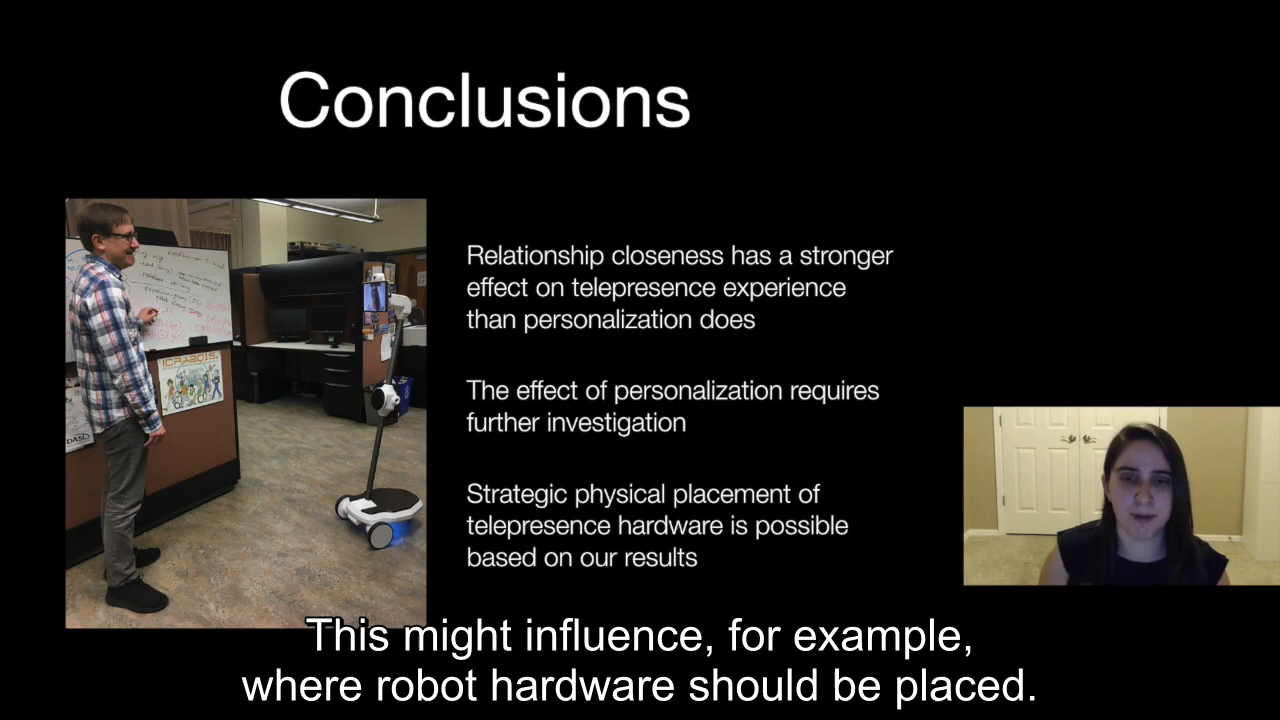 Conclusions
Relationship closeness has a stronger
effect on telepresence experience
than personalization does
The effect of personalization requires
further investigation
Strategic physical placement of
telepresence hardware is possible
based on our results
ICRA2015
DASL
This might influence, for example,
where robot hardware should be placed.